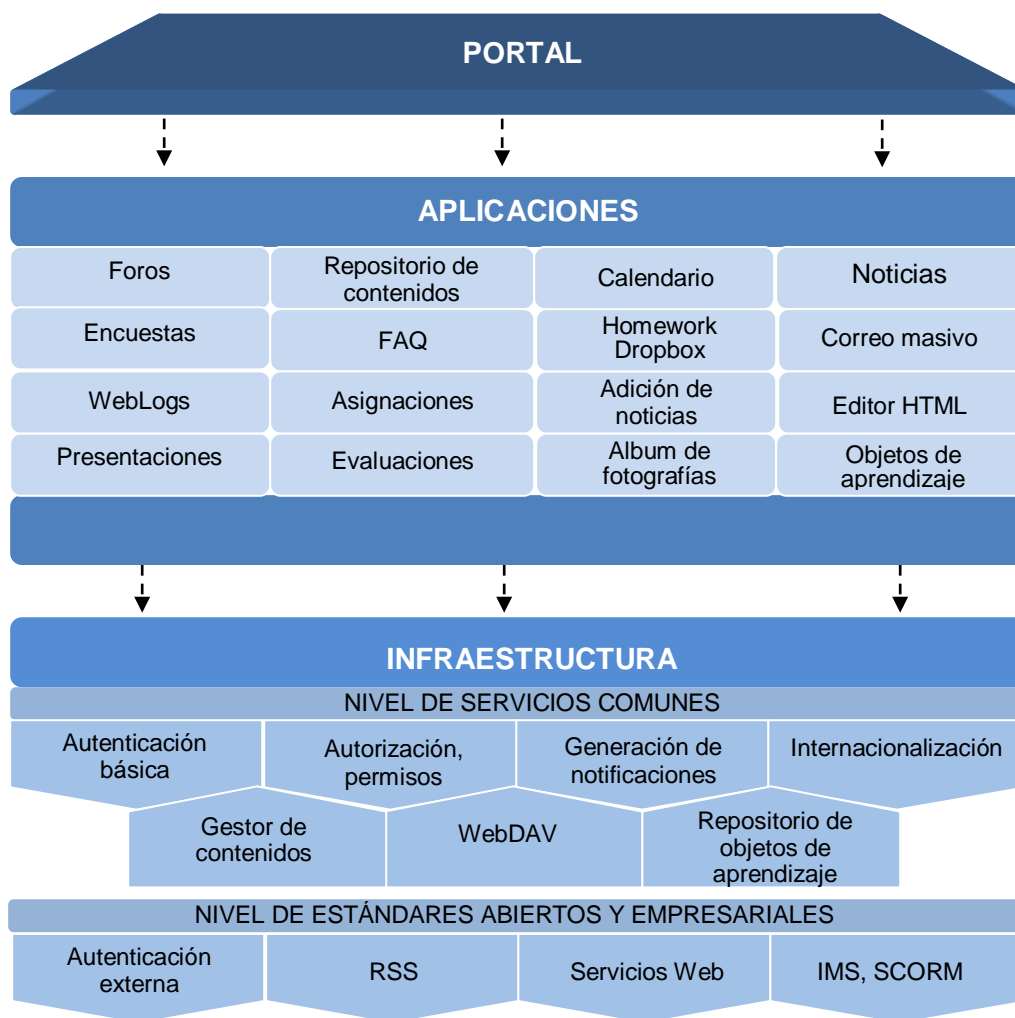 PORTAL
APLICACIONES
Foros
Repositorio de
contenidos
Calendario
Noticias
Encuestas
FAQ
Homework
Dropbox
Correo masivo
WebLogs
Asignaciones
Adición de
noticias
Editor HTML
Presentaciones
Evaluaciones
Album de
fotografías
Objetos de
aprendizaje
INFRAESTRUCTURA
NIVEL DE SERVICIOS COMUNES
Autenticación
básica
Autorización,
permisos
Generación de
notificaciones
Internacionalización
Gestor de
contenidos
WebDAV
Repositorio de
objetos de
aprendizaje
NIVEL DE ESTÁNDARES ABIERTOS Y EMPRESARIALES
Autenticación
externa
RSS
Servicios Web
IMS, SCORM